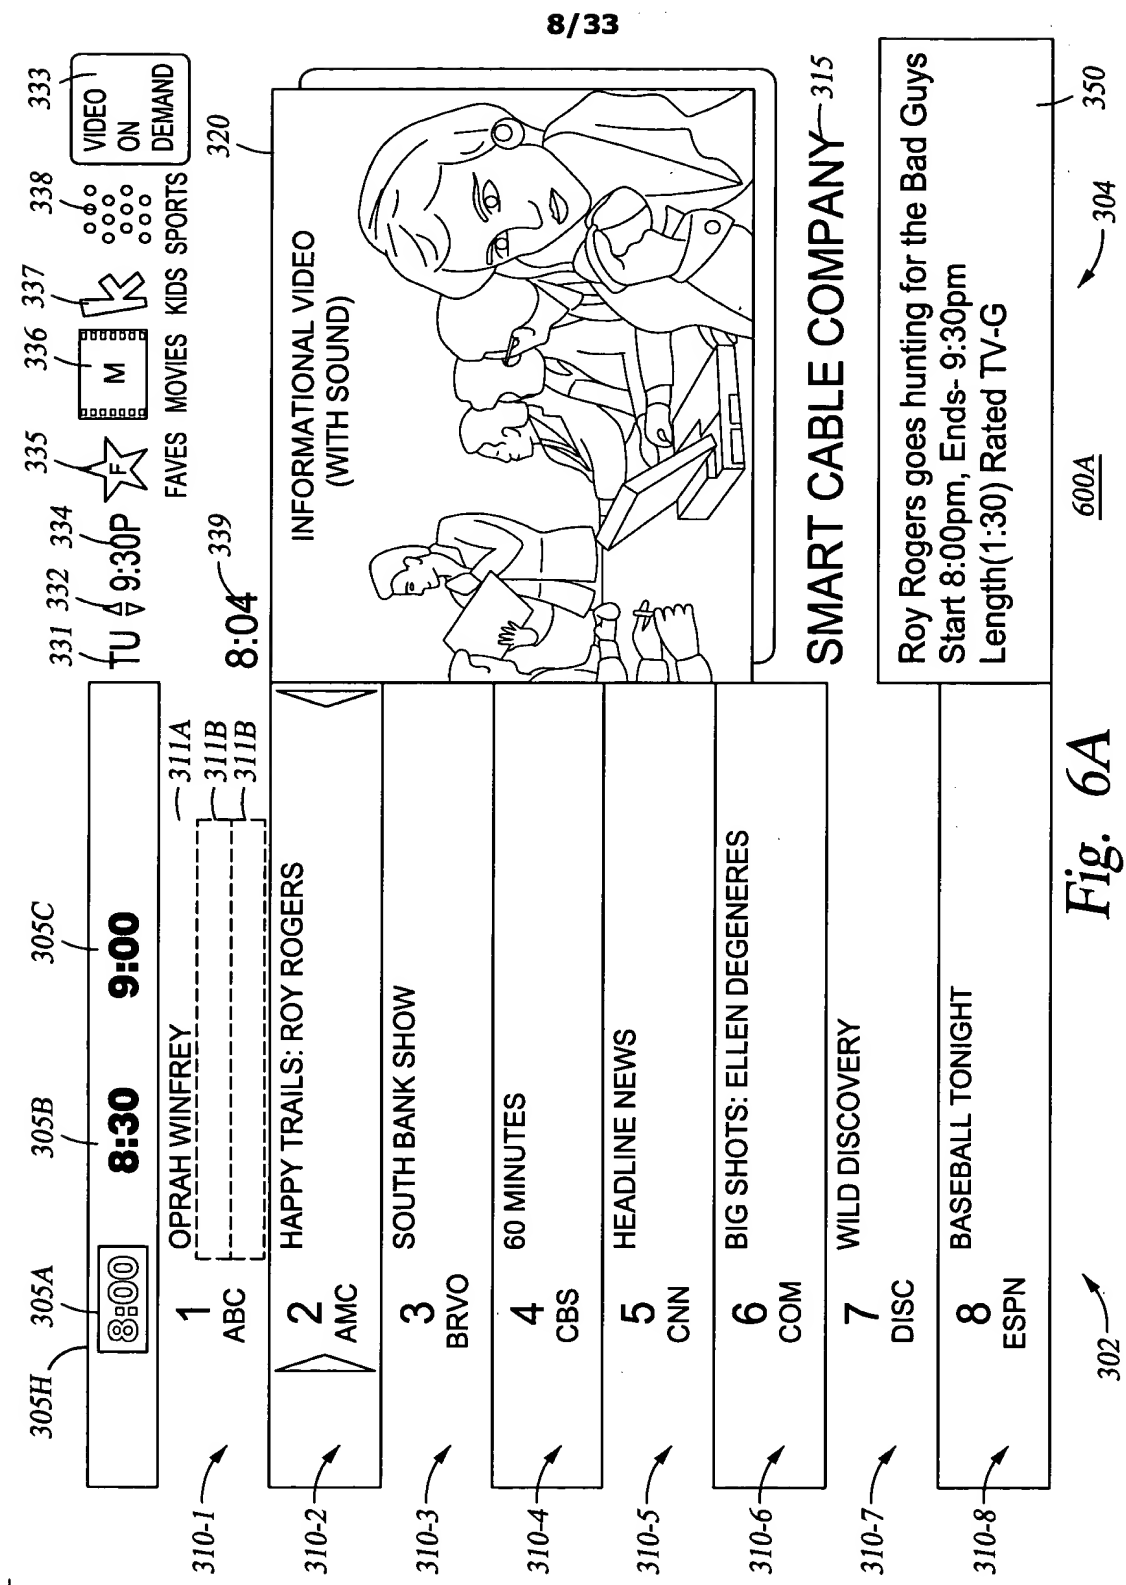 8/33
305H
305A
305B
305C
331
332
334
335
336
337
338
333
8:00
8:30
9:00
TU
9:30P
F
M
K
VIDEO
ON
DEMAND
FAVES
MOVIES
KIDS
SPORTS
310-1
1
ABC
OPRAH WINFREY
311A
311B
311B
8:04
339
320
310-2
2
AMC
HAPPY TRAILS: ROY ROGERS
INFORMATIONAL VIDEO
(WITH SOUND)
310-3
3
BRVO
SOUTH BANK SHOW
310-4
4
CBS
60 MINUTES
310-5
5
CNN
HEADLINE NEWS
310-6
6
COM
BIG SHOTS: ELLEN DEGENERES
310-7
7
DISC
WILD DISCOVERY
SMART CABLE COMPANY
315
310-8
8
ESPN
BASEBALL TONIGHT
Roy Rogers goes hunting for the Bad Guys
Start 8:00pm, Ends- 9:30pm
Length(1:30) Rated TV-G
350
302
304
600A
Fig. 6A